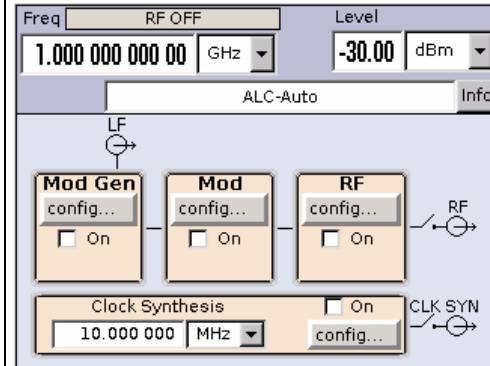 Freq RF OFF Level
1.000 000 000 00 GHz -30.00 dBm
ALC-Auto Info
LF
Mod Gen Mod RF
config... config... config... RF
On On On
Clock Synthesis On CLK SYN
10.000 000 MHz config...